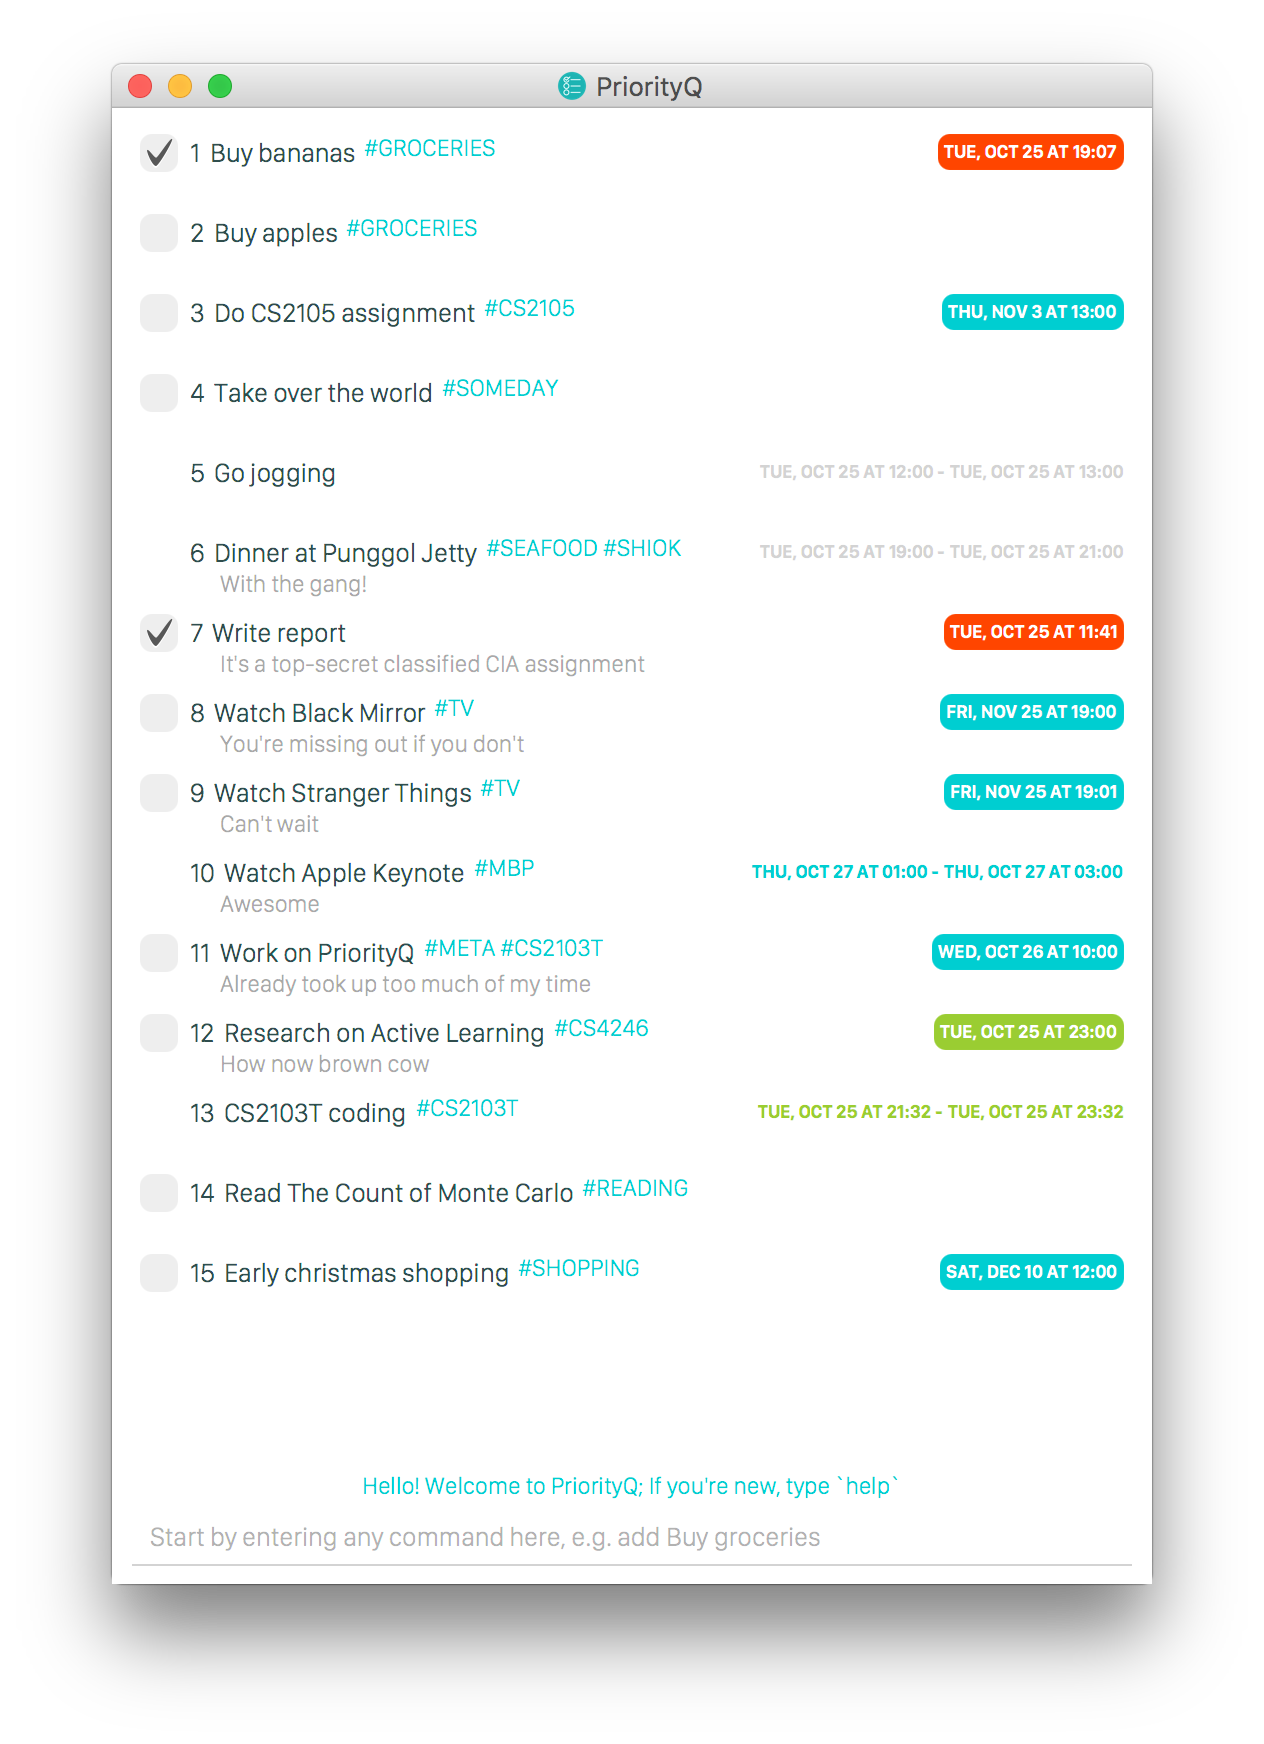 PriorityQ
1 Buy bananas #GROCERIES TUE, OCT 25 AT 19:07
2 Buy apples #GROCERIES
3 Do CS2105 assignment #CS2105 THU, NOV 3 AT 13:00
4 Take over the world #SOMEDAY
5 Go jogging TUE, OCT 25 AT 12:00 - TUE, OCT 25 AT 13:00
6 Dinner at Punggol Jetty #SEAFOOD #SHIOK TUE, OCT 25 AT 19:00 - TUE, OCT 25 AT 21:00
With the gang!
7 Write report TUE, OCT 25 AT 11:41
It's a top-secret classified CIA assignment
8 Watch Black Mirror #TV FRI, NOV 25 AT 19:00
You're missing out if you don't
9 Watch Stranger Things #TV FRI, NOV 25 AT 19:01
Can't wait
10 Watch Apple Keynote #MBP THU, OCT 27 AT 01:00 - THU, OCT 27 AT 03:00
Awesome
11 Work on PriorityQ #META #CS2103T WED, OCT 26 AT 10:00
Already took up too much of my time
12 Research on Active Learning #CS4246 TUE, OCT 25 AT 23:00
How now brown cow
13 CS2103T coding #CS2103T TUE, OCT 25 AT 21:32 - TUE, OCT 25 AT 23:32
14 Read The Count of Monte Carlo #READING
15 Early christmas shopping #SHOPPING SAT, DEC 10 AT 12:00
Hello! Welcome to PriorityQ; If you're new, type `help`
Start by entering any command here, e.g. add Buy groceries